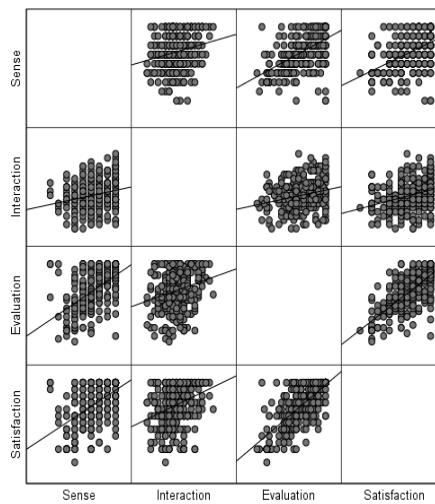 Sense
Interaction
Evaluation
Satisfaction
Sense
Interaction
Evaluation
Satisfaction